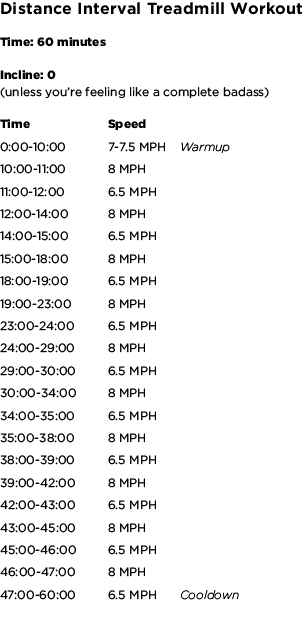 Distance Interval Treadmill Workout
Time: 60 minutes
Incline: 0
(unless you're feeling like a complete badass)
Time Speed
0:00-10:00 7-7.5 MPH Warmup
10:00-11:00 8 MPH
11:00-12:00 6.5 MPH
12:00-14:00 8 MPH
14:00-15:00 6.5 MPH
15:00-18:00 8 MPH
18:00-19:00 6.5 MPH
19:00-23:00 8 MPH
23:00-24:00 6.5 MPH
24:00-29:00 8 MPH
29:00-30:00 6.5 MPH
30:00-34:00 8 MPH
34:00-35:00 6.5 MPH
35:00-38:00 8 MPH
38:00-39:00 6.5 MPH
39:00-42:00 8 MPH
42:00-43:00 6.5 MPH
43:00-45:00 8 MPH
45:00-46:00 6.5 MPH
46:00-47:00 8 MPH
47:00-60:00 6.5 MPH Cooldown